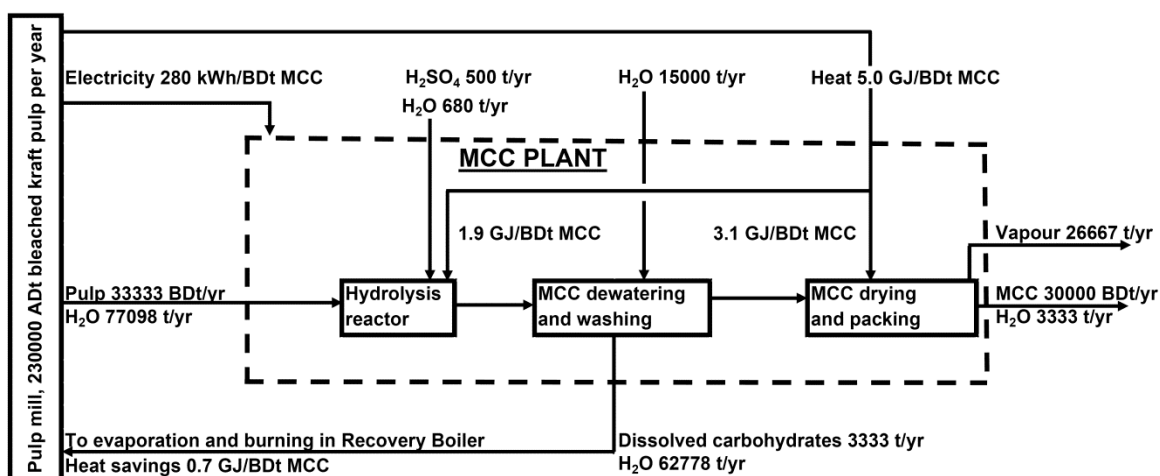 Pulp mill, 230000 ADt bleached kraft pulp per year
Electricity 280 kWh/BDt MCC
H₂SO₄ 500 t/yr
H₂O 680 t/yr
H₂O 15000 t/yr
Heat 5.0 GJ/BDt MCC
MCC PLANT
1.9 GJ/BDt MCC
3.1 GJ/BDt MCC
Vapour 26667 t/yr
Pulp 33333 BDt/yr
H₂O 77098 t/yr
Hydrolysis
reactor
MCC dewatering
and washing
MCC drying
and packing
MCC 30000 BDt/yr
H₂O 3333 t/yr
To evaporation and burning in Recovery Boiler
Heat savings 0.7 GJ/BDt MCC
Dissolved carbohydrates 3333 t/yr
H₂O 62778 t/yr